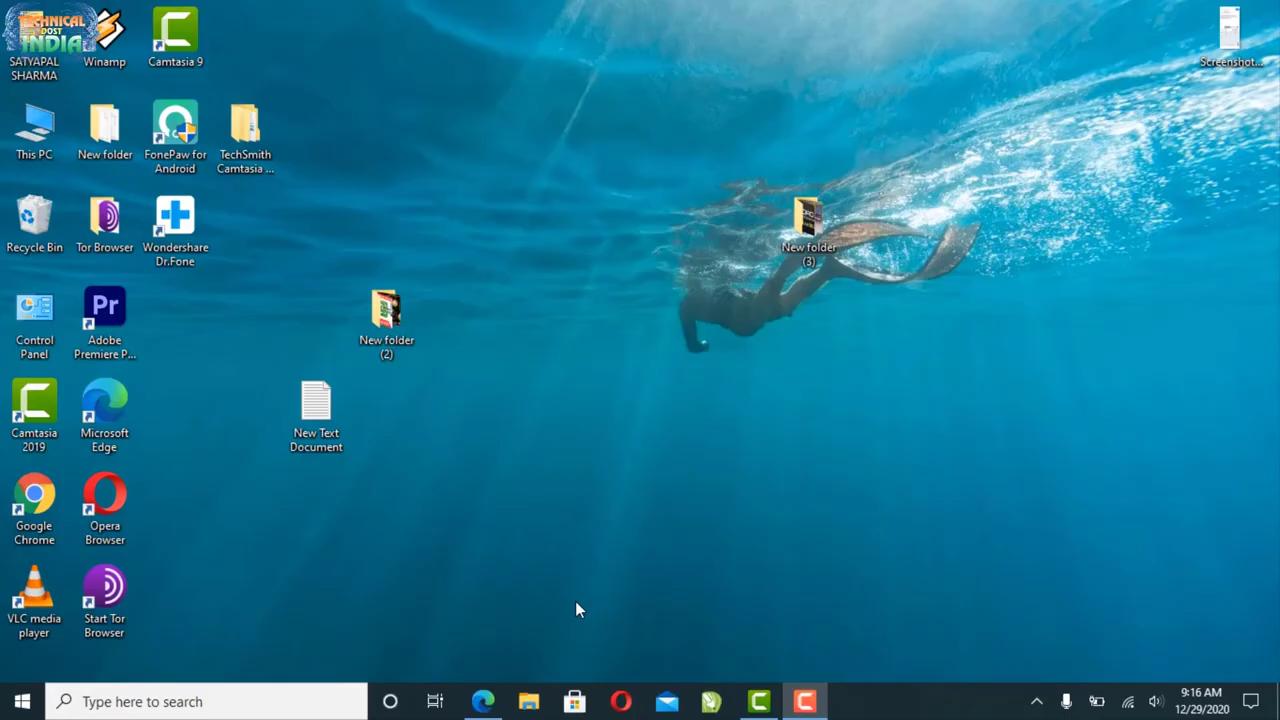 TECHNICAL
DOST
INDIA
SATYAPAL
SHARMA
Winamp
Camtasia 9
Screenshot...
This PC
New folder
FonePaw for
Android
TechSmith
Camtasia ...
Recycle Bin
Tor Browser
Wondershare
Dr.Fone
New folder
(3)
Control
Panel
Pr
Adobe
Premiere P...
New folder
(2)
Camtasia
2019
Microsoft
Edge
New Text
Document
Google
Chrome
Opera
Browser
VLC media
player
Start Tor
Browser
Type here to search
9:16 AM
12/29/2020